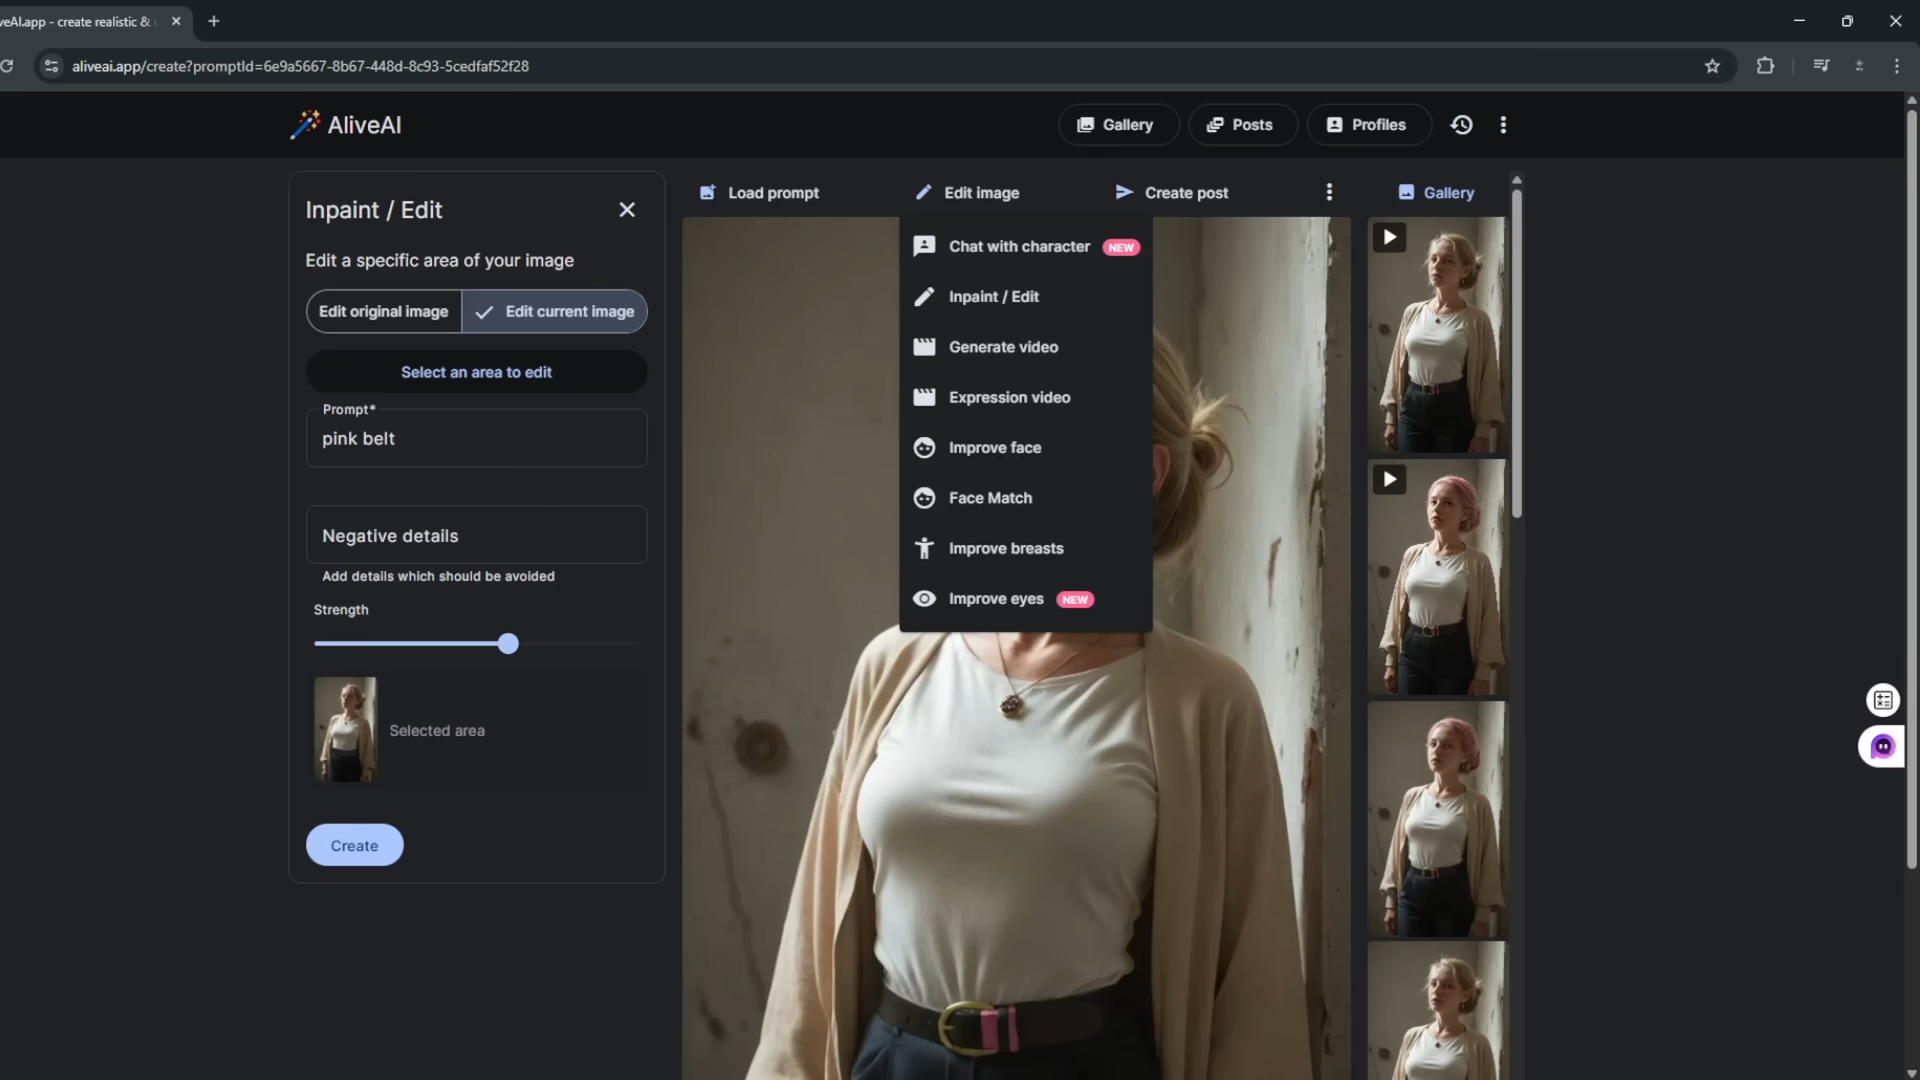 veAI.app - create realistic &
aliveai.app/create?promptId=6e9a5667-8b67-448d-8c93-5cedfaf52f28
AliveAI
Gallery
Posts
Profiles
Inpaint / Edit
Edit a specific area of your image
Edit original image
Edit current image
Select an area to edit
Prompt*
pink belt
Negative details
Add details which should be avoided
Strength
Selected area
Create
Load prompt
Edit image
Create post
Gallery
Chat with character NEW
Inpaint / Edit
Generate video
Expression video
Improve face
Face Match
Improve breasts
Improve eyes NEW